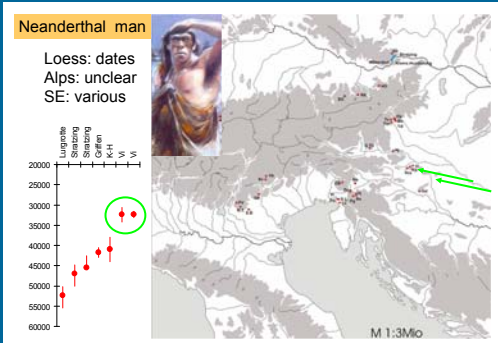 Neanderthal man
Loess: dates
Alps: unclear
SE: various
Lurgrotte
Stratzing
Stratzing
Griffen
K-H
Vi
Vi
20000
25000
30000
35000
40000
45000
50000
55000
60000
M 1:3Mio